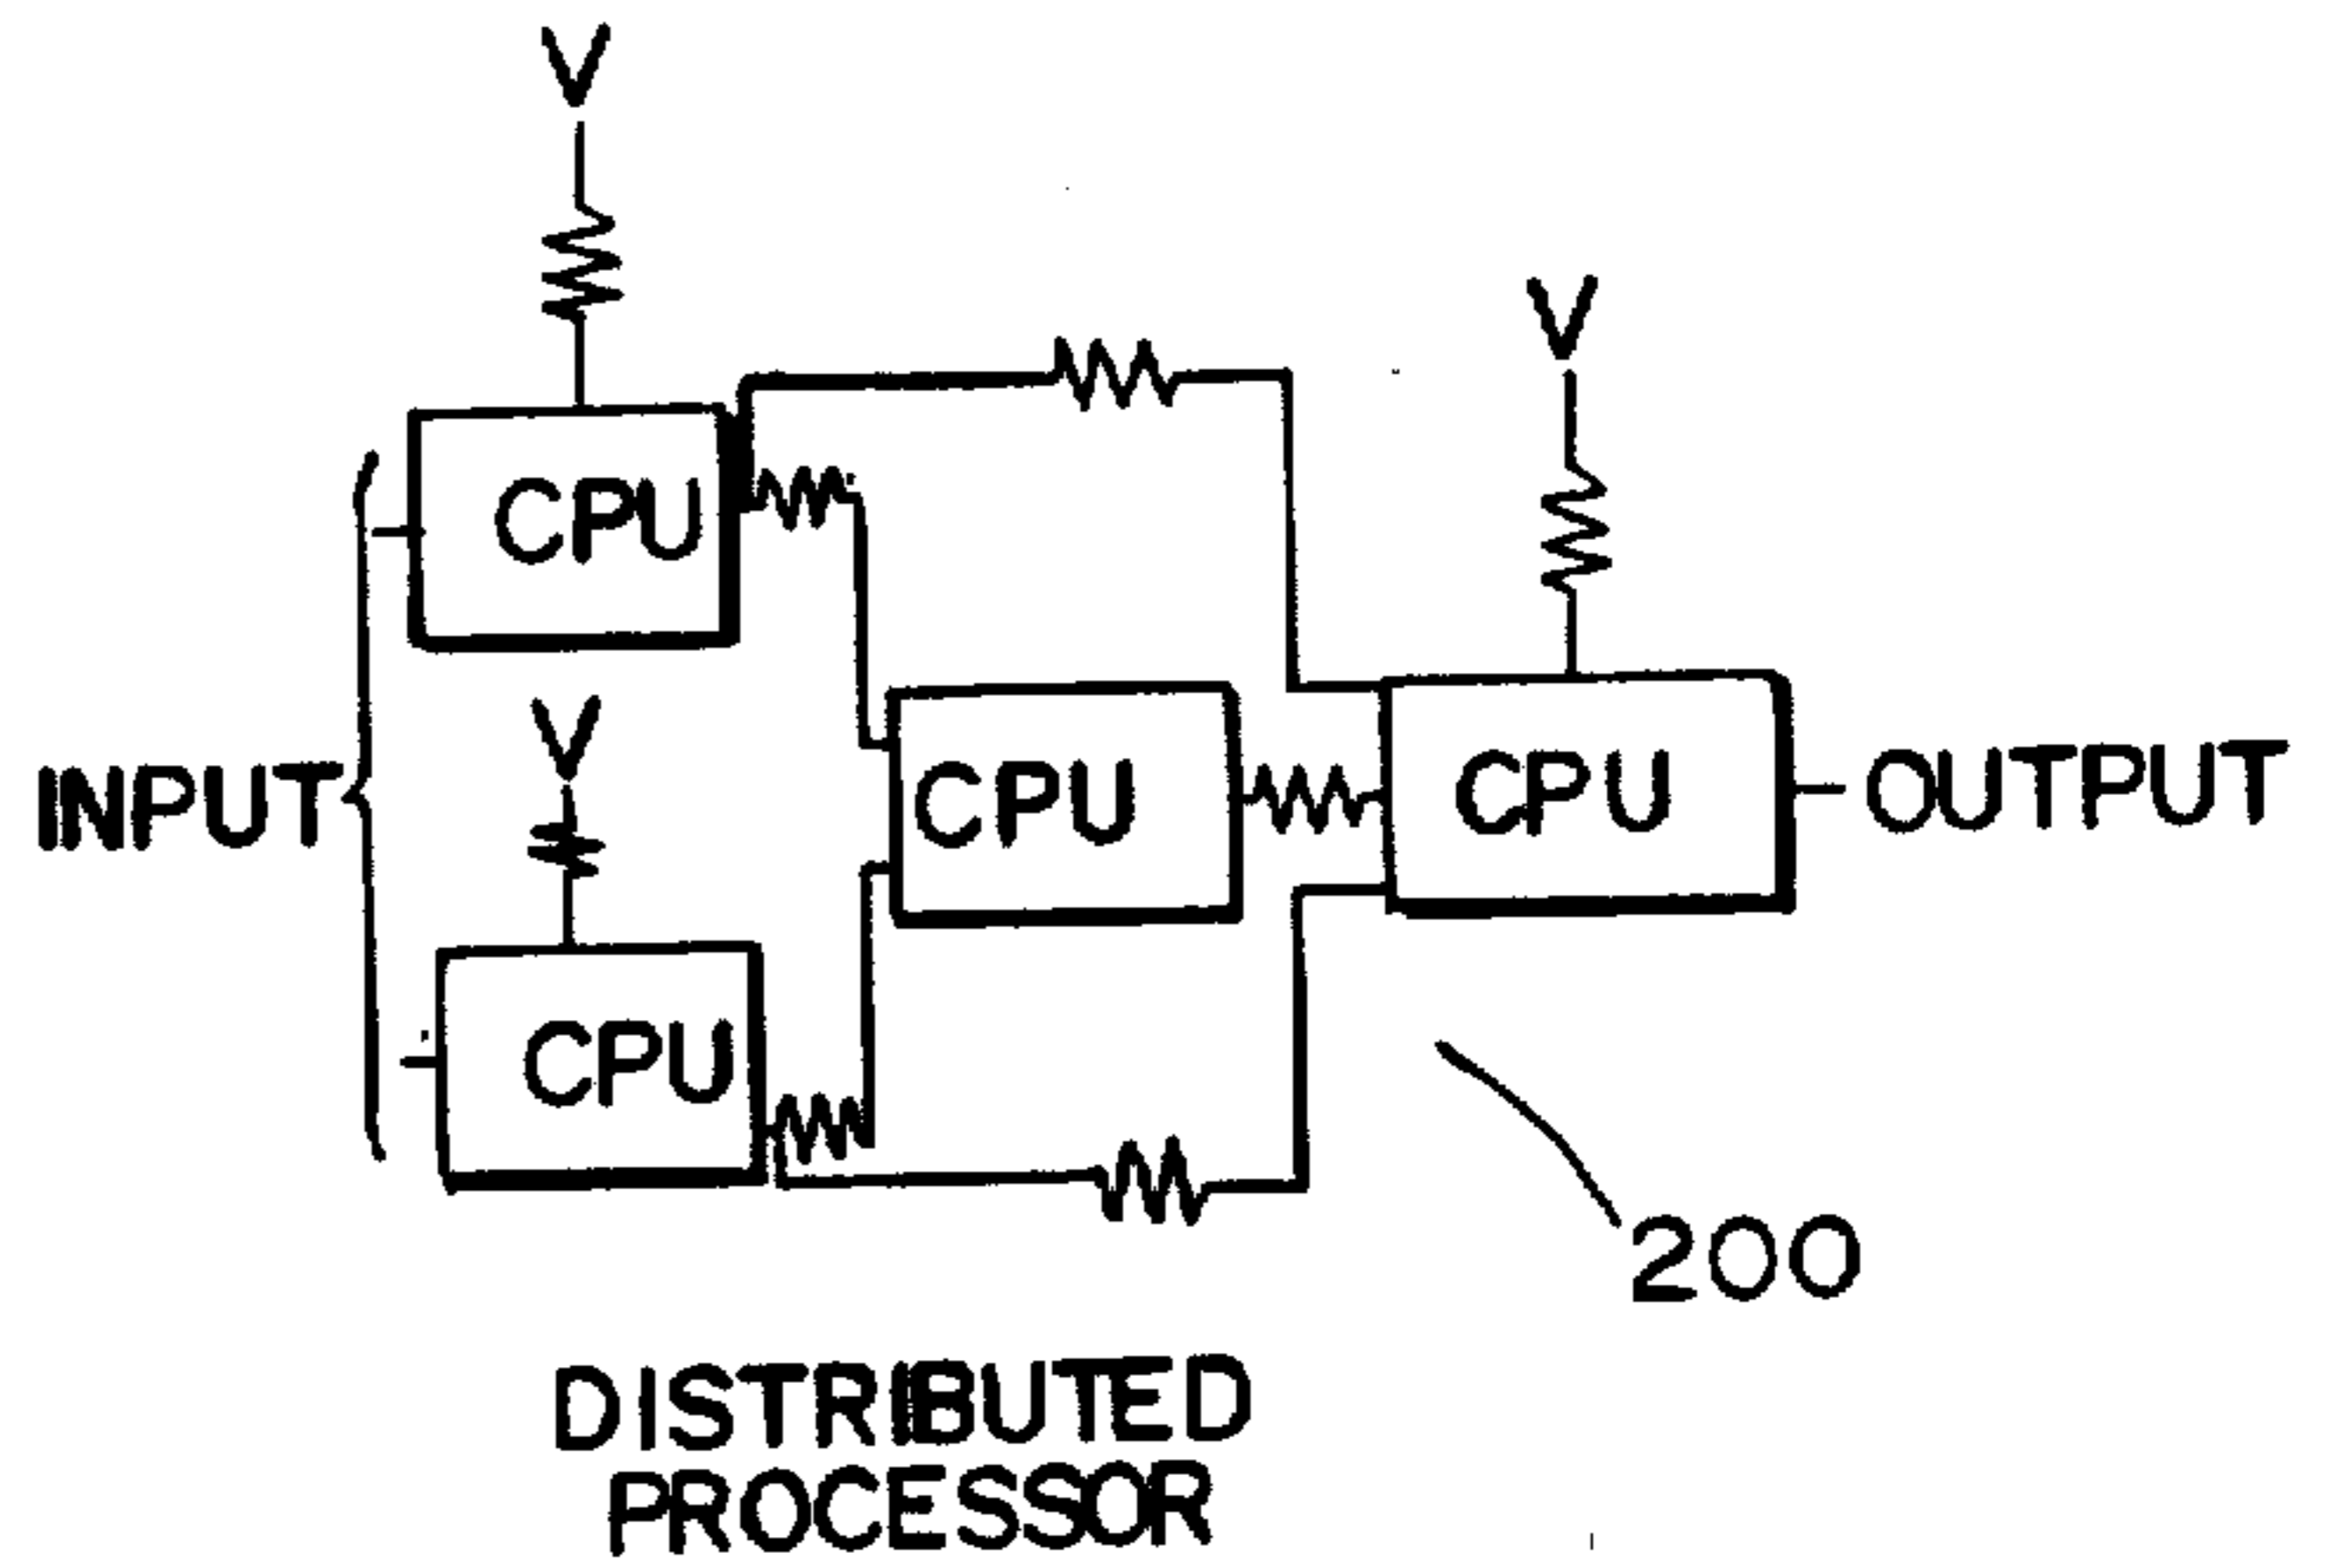 V
V
CPU
V
INPUT
CPU
CPU
OUTPUT
CPU
200
DISTRIBUTED
PROCESSOR